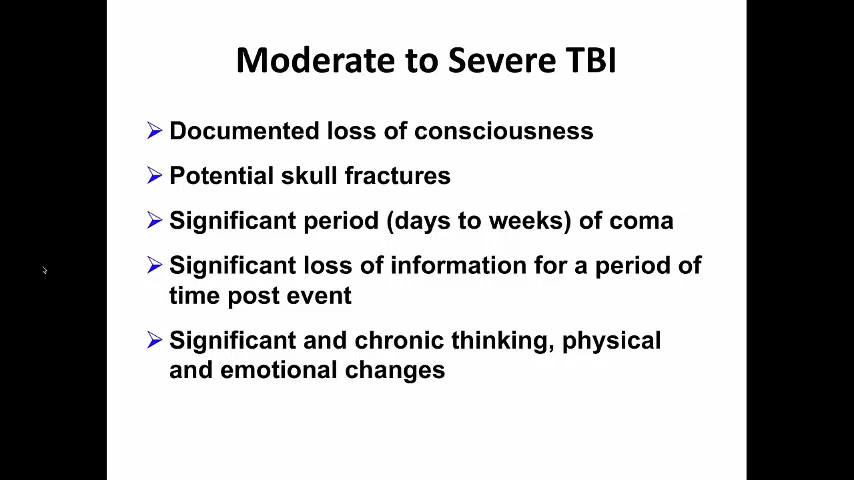 Moderate to Severe TBI
Documented loss of consciousness
Potential skull fractures
Significant period (days to weeks) of coma
Significant loss of information for a period of
time post event
Significant and chronic thinking, physical
and emotional changes